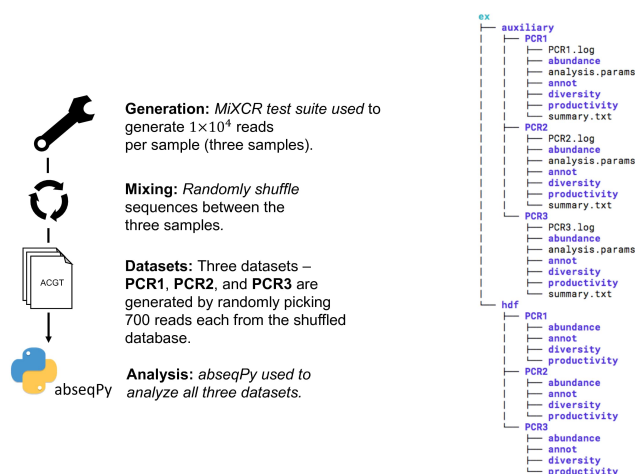 Generation: MiXCR test suite used to
generate 1×10⁴ reads
per sample (three samples).
Mixing: Randomly shuffle
sequences between the
three samples.
ACGT
Datasets: Three datasets –
PCR1, PCR2, and PCR3 are
generated by randomly picking
700 reads each from the shuffled
database.
abseqPy
Analysis: abseqPy used to
analyze all three datasets.
ex
├── auxiliary
│   ├── PCR1
│   │   ├── PCR1.log
│   │   ├── abundance
│   │   ├── analysis.params
│   │   ├── annot
│   │   ├── diversity
│   │   ├── productivity
│   │   └── summary.txt
│   ├── PCR2
│   │   ├── PCR2.log
│   │   ├── abundance
│   │   ├── analysis.params
│   │   ├── annot
│   │   ├── diversity
│   │   ├── productivity
│   │   └── summary.txt
│   └── PCR3
│       ├── PCR3.log
│       ├── abundance
│       ├── analysis.params
│       ├── annot
│       ├── diversity
│       ├── productivity
│       └── summary.txt
└── hdf
    ├── PCR1
    │   ├── abundance
    │   ├── annot
    │   ├── diversity
    │   └── productivity
    ├── PCR2
    │   ├── abundance
    │   ├── annot
    │   ├── diversity
    │   └── productivity
    └── PCR3
        ├── abundance
        ├── annot
        ├── diversity
        └── productivity